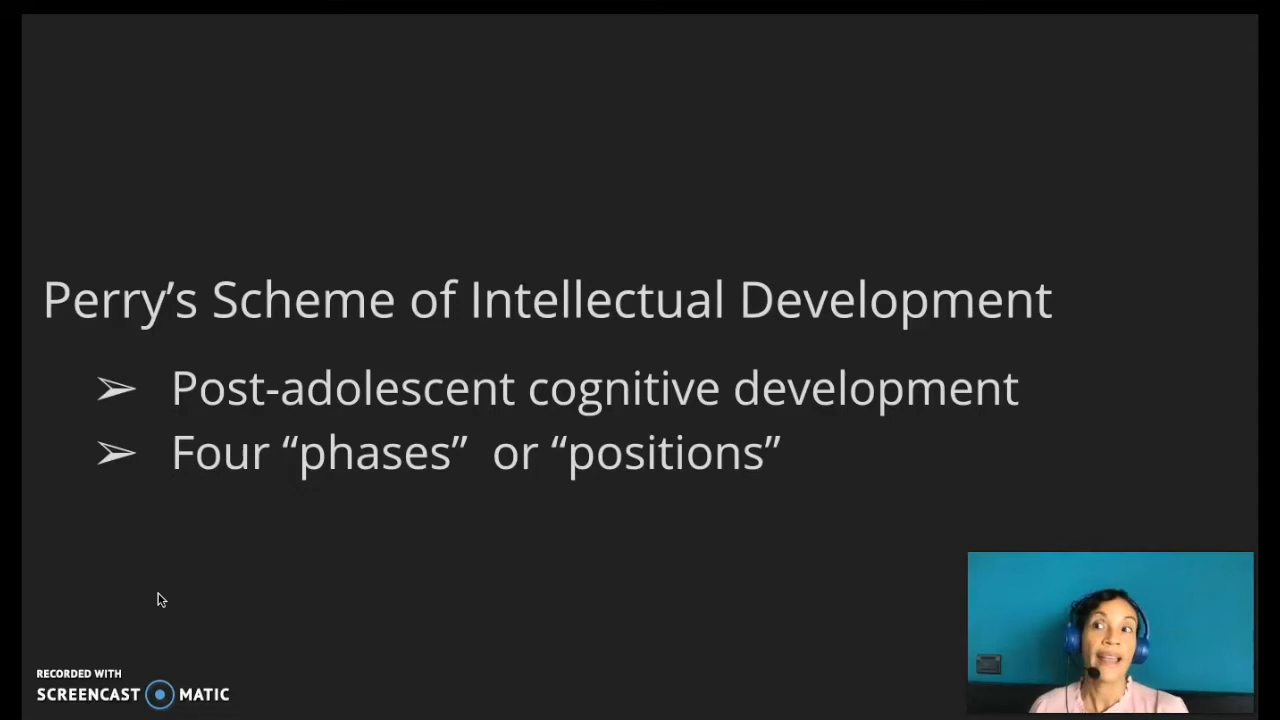 Perry’s Scheme of Intellectual Development
➢ Post-adolescent cognitive development
➢ Four “phases” or “positions”
RECORDED WITH
SCREENCAST MATIC